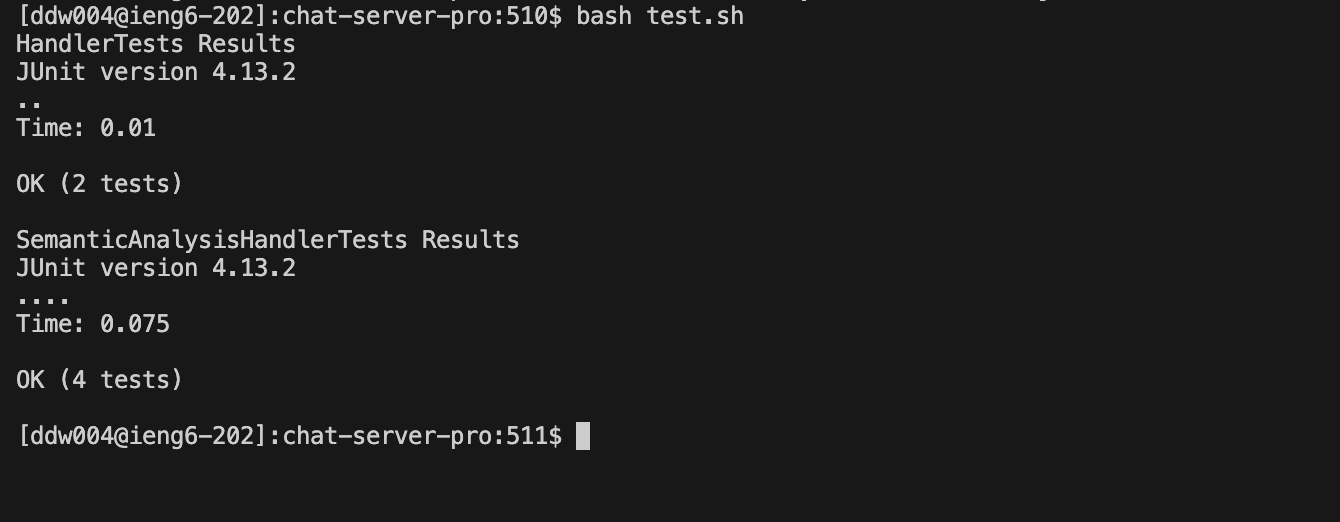 [ddw004@ieng6-202]:chat-server-pro:510$ bash test.sh
HandlerTests Results
JUnit version 4.13.2
..
Time: 0.01
OK (2 tests)
SemanticAnalysisHandlerTests Results
JUnit version 4.13.2
....
Time: 0.075
OK (4 tests)
[ddw004@ieng6-202]:chat-server-pro:511$